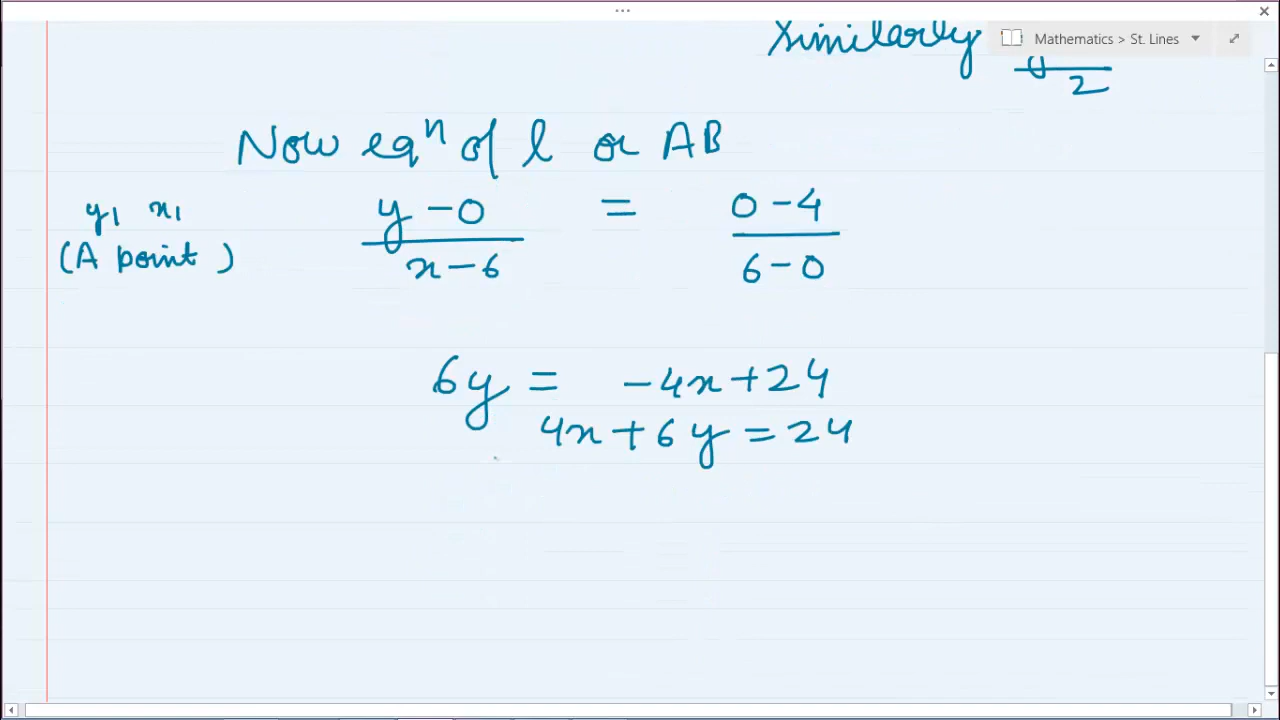 Similarly
Mathematics > St. Lines
2
Now eqⁿ of l or AB
y₁ x₁
(A point)
y - 0 = 0 - 4
x - 6 6 - 0
6y = -4x + 24
4x + 6y = 24